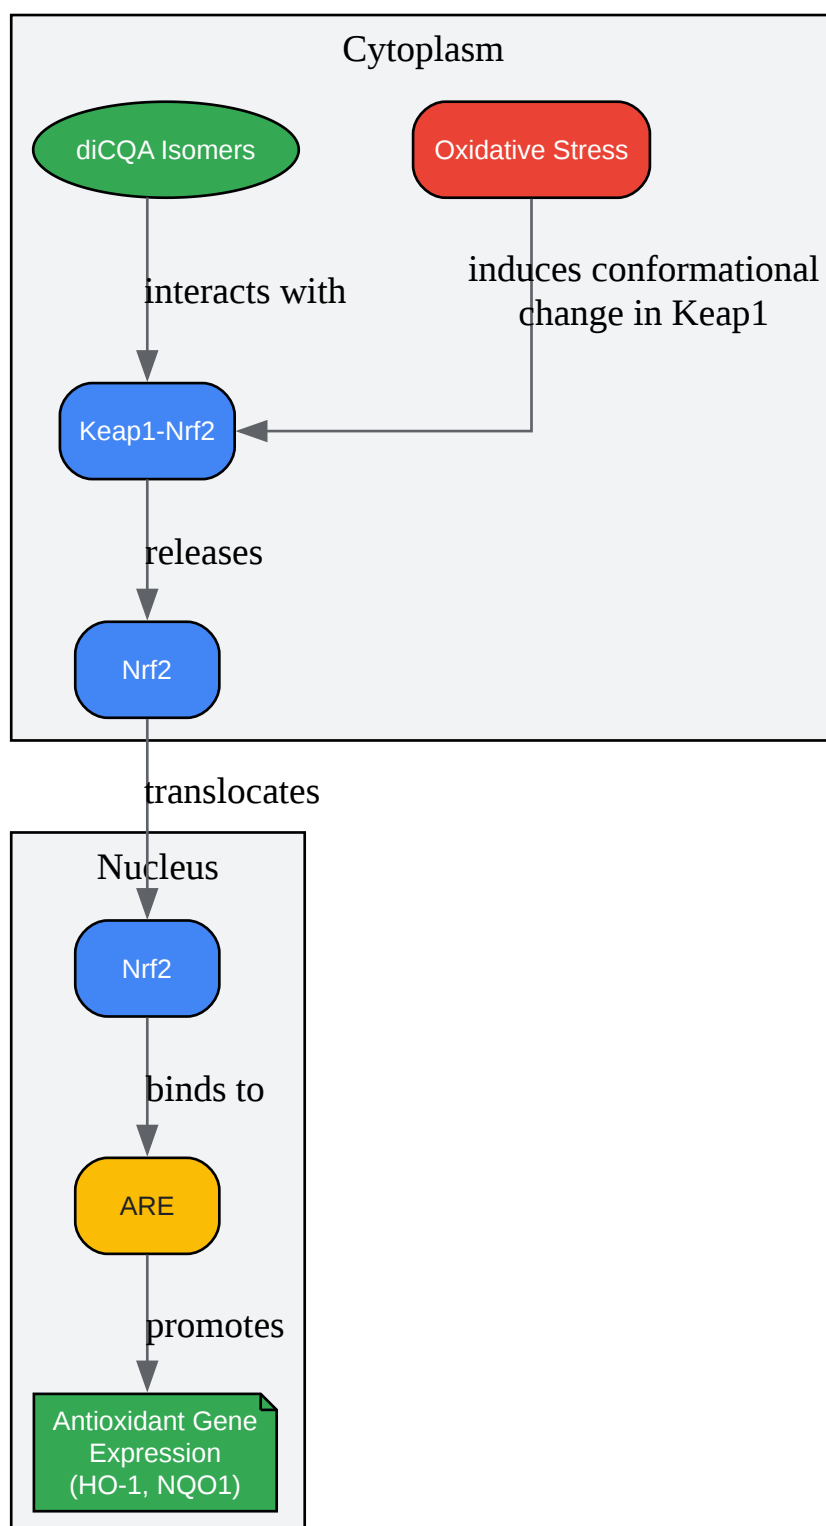 Cytoplasm
diCQA Isomers
Oxidative Stress
interacts with
induces conformational
change in Keap1
Keap1-Nrf2
releases
Nrf2
translocates
Nucleus
Nrf2
binds to
ARE
promotes
Antioxidant Gene
Expression
(HO-1, NQO1)